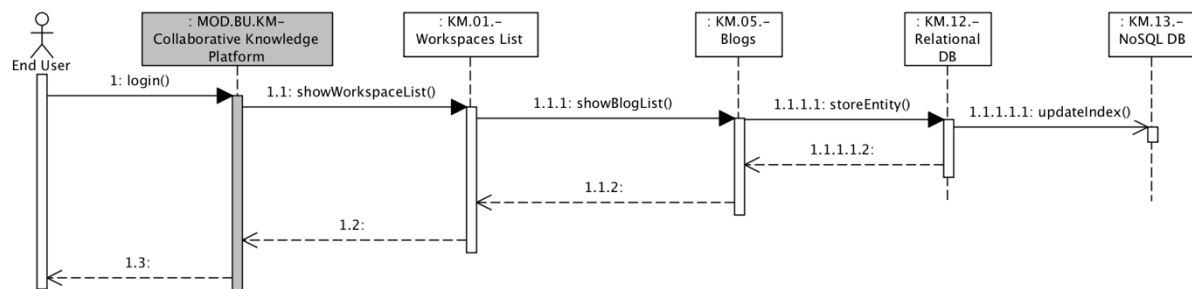 : MOD.BU.KM-
Collaborative Knowledge
Platform
: KM.01.-
Workspaces List
: KM.05.-
Blogs
: KM.12.-
Relational
DB
: KM.13.-
NoSQL DB
End User
1: login()
1.1: showWorkspaceList()
1.1.1: showBlogList()
1.1.1.1: storeEntity()
1.1.1.1.1: updateIndex()
1.1.1.1.2:
1.1.2:
1.2:
1.3: